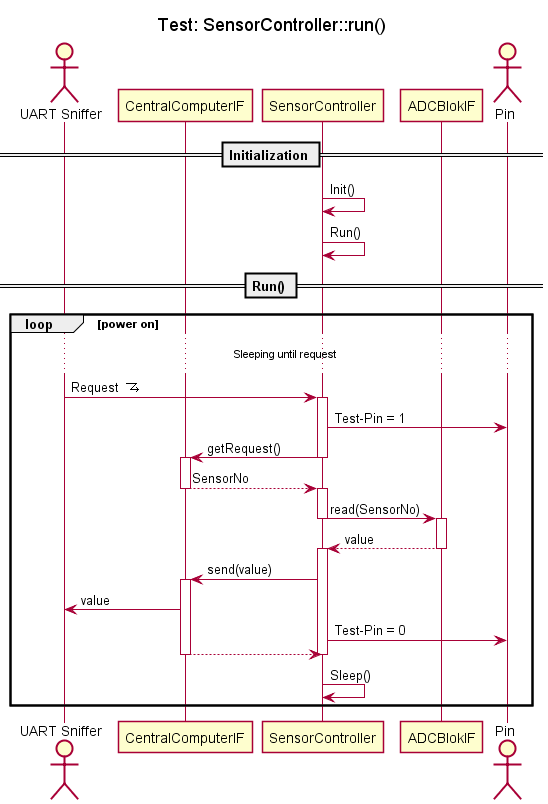 Test: SensorController::run()
UART Sniffer
CentralComputerIF
SensorController
ADCBlokIF
Pin
Initialization
Init()
Run()
Run()
loop
[power on]
Sleeping until request
Request
Test-Pin = 1
getRequest()
SensorNo
read(SensorNo)
value
send(value)
value
Test-Pin = 0
Sleep()
UART Sniffer
CentralComputerIF
SensorController
ADCBlokIF
Pin